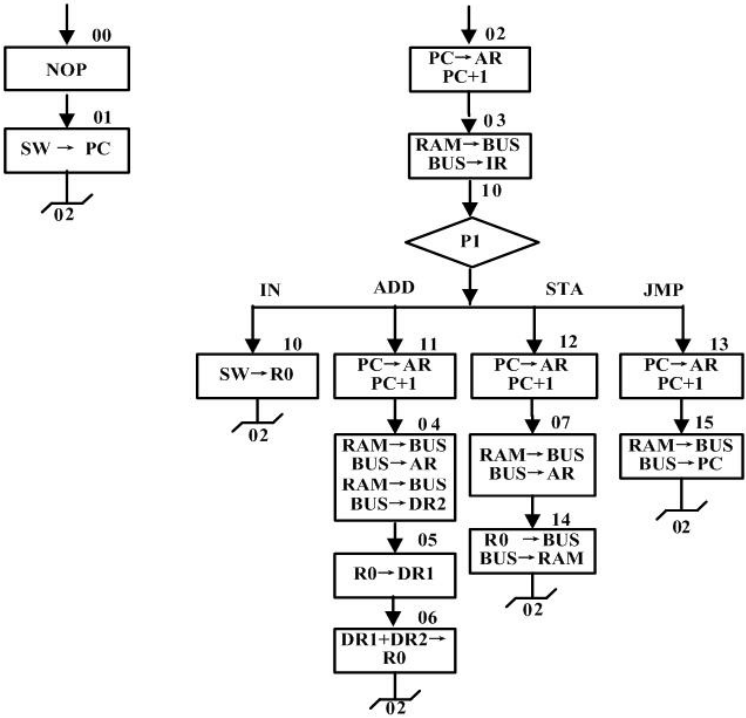 00
NOP
01
SW → PC
02
02
PC→AR
PC+1
03
RAM→BUS
BUS→IR
10
P1
IN
ADD
STA
JMP
10
SW→R0
02
11
PC→AR
PC+1
04
RAM→BUS
BUS→AR
RAM→BUS
BUS→DR2
05
R0→DR1
06
DR1+DR2→
R0
02
12
PC→AR
PC+1
07
RAM→BUS
BUS→AR
14
R0 →BUS
BUS→RAM
02
13
PC→AR
PC+1
15
RAM→BUS
BUS→PC
02